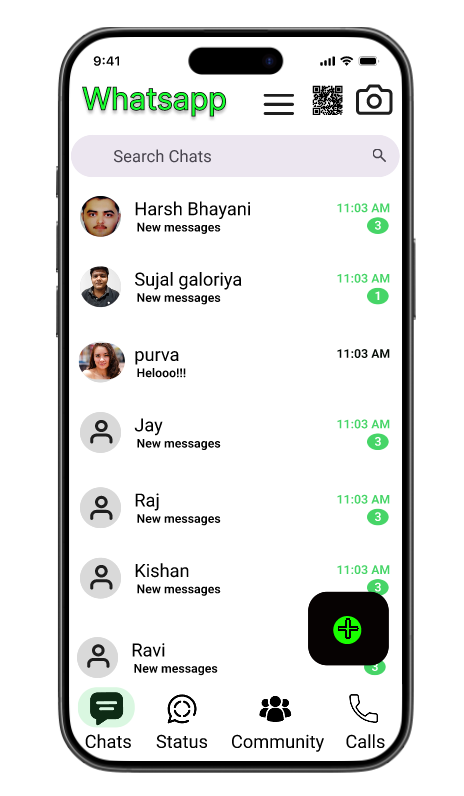 9:41
Whatsapp
Search Chats
Harsh Bhayani
11:03 AM
New messages
3
Sujal galoriya
11:03 AM
New messages
1
purva
11:03 AM
Helooo!!!
Jay
11:03 AM
New messages
3
Raj
11:03 AM
New messages
3
Kishan
11:03 AM
New messages
3
Ravi
New messages
3
Chats Status Community Calls